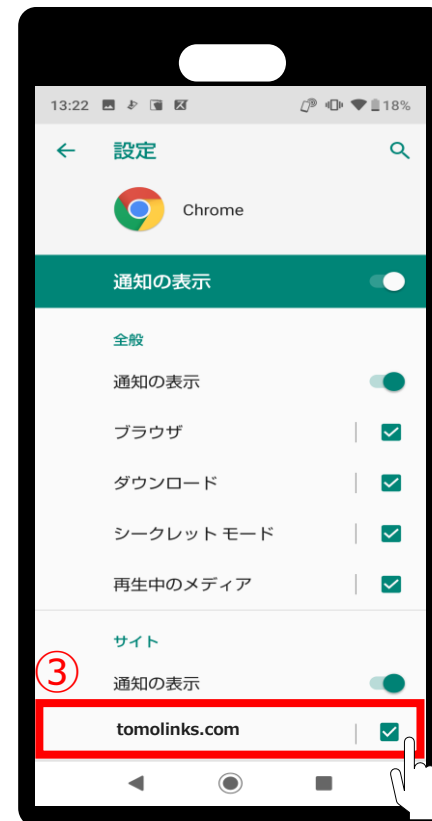 13:22 18%
設定
Chrome
通知の表示
全般
通知の表示
ブラウザ
ダウンロード
シークレット モード
再生中のメディア
サイト
③
通知の表示
tomolinks.com